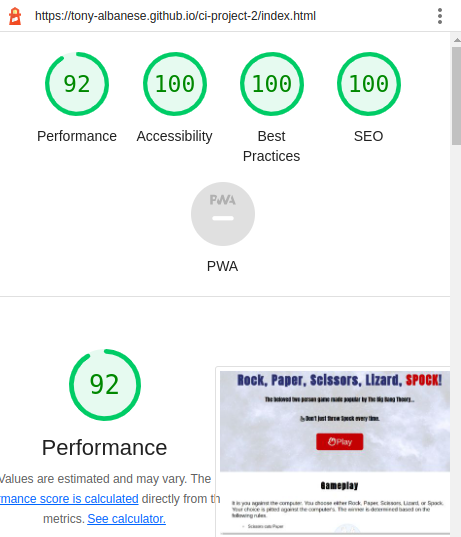 https://tony-albanese.github.io/ci-project-2/index.html
92
100
100
100
Performance
Accessibility
Best
Practices
SEO
PWA
PWA
92
Performance
Values are estimated and may vary. The
rmance score is calculated directly from th
metrics. See calculator.
Rock, Paper, Scissors, Lizard, SPOCK!
The beloved two person game made popular by The Big Bang Theory...
Don't just throw Spock every time.
Play
Gameplay
It is you against the computer. You choose either Rock, Paper, Scissors, Lizard, or Spock.
Your choice is pitted against the computer's. The winner is determined based on the
following rules.
Scissors cuts Paper